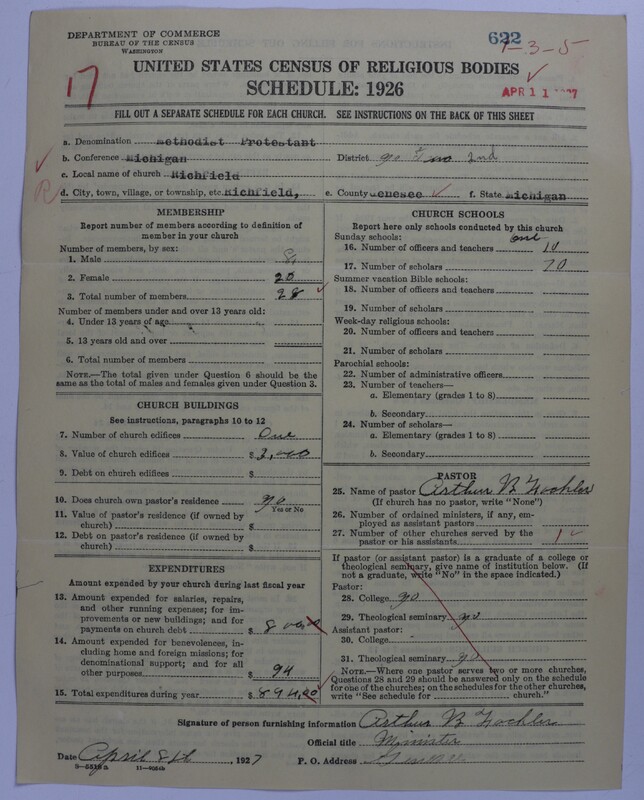 DEPARTMENT OF COMMERCE
BUREAU OF THE CENSUS
WASHINGTON
622
1-3-5
17
UNITED STATES CENSUS OF RELIGIOUS BODIES
SCHEDULE: 1926
APR 11
FILL OUT A SEPARATE SCHEDULE FOR EACH CHURCH. SEE INSTRUCTIONS ON THE BACK OF THIS SHEET
a. Denomination Methodist Protestant
b. Conference Michigan District 2nd
c. Local name of church Richfield
R d. City, town, village, or township, etc. Richfield, e. County Genesee f. State Michigan
MEMBERSHIP
Report number of members according to definition of
member in your church
Number of members, by sex:
1. Male 8
2. Female 20
3. Total number of members 28
Number of members under and over 13 years old:
4. Under 13 years of age
5. 13 years old and over
6. Total number of members
NOTE.—The total given under Question 6 should be
same as the total of males and females given under Question 3.
CHURCH BUILDINGS
See instructions, paragraphs 10 to 12
7. Number of church edifices One
8. Value of church edifices $ 2,000
9. Debt on church edifices $
10. Does church own pastor's residence no
Yes or No
11. Value of pastor's residence (if owned by
church) $
12. Debt on pastor's residence (if owned by
church) $
EXPENDITURES
Amount expended by your church during last fiscal year
13. Amount expended for salaries, repairs,
and other running expenses; for im-
provements or new buildings; and for
payments on church debt $ 800
14. Amount expended for benevolences,
including home and foreign missions; for
denominational support; and for all
other purposes 94
15. Total expenditures during year $ 894,00
CHURCH SCHOOLS
Report here only schools conducted by this church
Sunday schools: one
16. Number of officers and teachers 10
17. Number of scholars 70
Summer vacation Bible schools:
18. Number of officers and teachers
19. Number of scholars
Week-day religious schools:
20. Number of officers and teachers
21. Number of scholars
Parochial schools:
22. Number of administrative officers
23. Number of teachers—
a. Elementary (grades 1 to 8)
b. Secondary
24. Number of scholars—
a. Elementary (grades 1 to 8)
b. Secondary
PASTOR
25. Name of pastor Arthur B
(If church has no pastor, write "None")
26. Number of ordained ministers, if any, em-
ployed as assistant pastors
27. Number of other churches served by the
pastor or his assistants 1
If pastor (or assistant pastor) is a graduate of a college or
theological seminary, give name of institution below. (If
not a graduate, write "No" in the space indicated.)
Pastor:
28. College no
29. Theological seminary no
Assistant pastor:
30. College
31. Theological seminary no
NOTE.—Where one pastor serves two or more churches,
Questions 28 and 29 should be answered only on the schedule
for one of the churches; on the schedules for the other churches,
write "See schedule for church."
Signature of person furnishing information Arthur B
Official title Minister
Date April 8th, 1927 P. O. Address